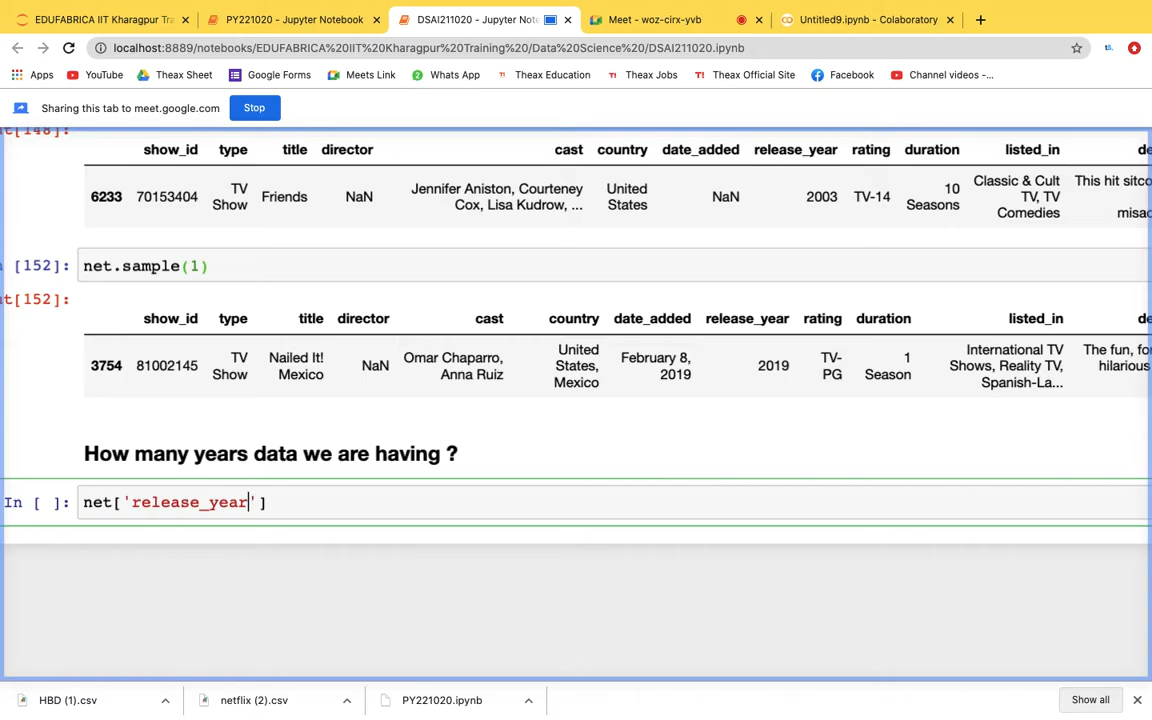 EDUFABRICA IIT Kharagpur Tra
PY221020 - Jupyter Notebook
DSAI211020 - Jupyter Note
Meet - woz-cirx-yvb
Untitled9.ipynb - Colaboratory
localhost:8889/notebooks/EDUFABRICA%20IIT%20Kharagpur%20Training%20/Data%20Science%20/DSAI211020.ipynb
Apps YouTube Theax Sheet Google Forms Meets Link Whats App Theax Education Theax Jobs Theax Official Site Facebook Channel videos -...
Sharing this tab to meet.google.com Stop
t[148]:
show_id type title director cast country date_added release_year rating duration listed_in de
6233 70153404 TV Show Friends NaN Jennifer Aniston, Courteney Cox, Lisa Kudrow, ... United States NaN 2003 TV-14 10 Seasons Classic & Cult TV, TV Comedies This hit sitco misac
[152]: net.sample(1)
t[152]:
show_id type title director cast country date_added release_year rating duration listed_in de
3754 81002145 TV Show Nailed It! Mexico NaN Omar Chaparro, Anna Ruiz United States, Mexico February 8, 2019 2019 TV-PG 1 Season International TV Shows, Reality TV, Spanish-La... The fun, fo hilarious
How many years data we are having ?
In [ ]: net['release_year']
HBD (1).csv netflix (2).csv PY221020.ipynb Show all